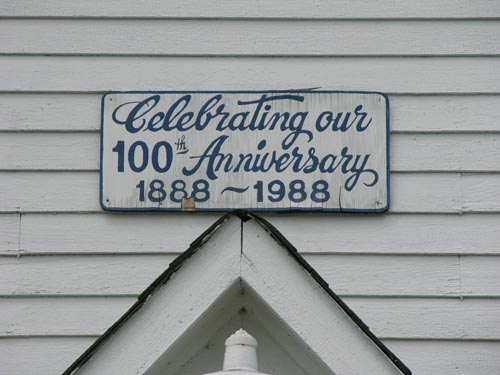 Celebrating our
100th Anniversary
1888 ~ 1988